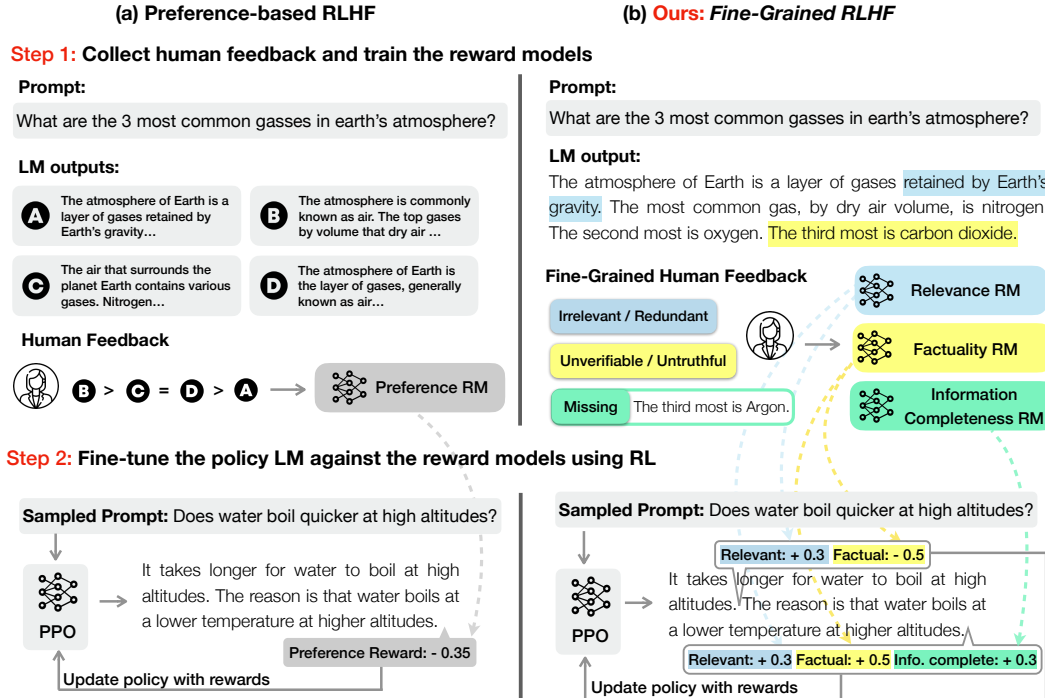 (a) Preference-based RLHF
(b) Ours: Fine-Grained RLHF
Step 1: Collect human feedback and train the reward models
Prompt:
What are the 3 most common gasses in earth's atmosphere?
LM outputs:
A
The atmosphere of Earth is a
layer of gases retained by
Earth's gravity…
B
The atmosphere is commonly
known as air. The top gases
by volume that dry air …
C
The air that surrounds the
planet Earth contains various
gases. Nitrogen…
D
The atmosphere of Earth is
the layer of gases, generally
known as air…
Human Feedback
B > C = D > A
Preference RM
Prompt:
What are the 3 most common gasses in earth's atmosphere?
LM output:
The atmosphere of Earth is a layer of gases retained by Earth's
gravity. The most common gas, by dry air volume, is nitrogen
The second most is oxygen. The third most is carbon dioxide.
Fine-Grained Human Feedback
Irrelevant / Redundant
Unverifiable / Untruthful
Missing The third most is Argon.
Relevance RM
Factuality RM
Information
Completeness RM
Step 2: Fine-tune the policy LM against the reward models using RL
Sampled Prompt: Does water boil quicker at high altitudes?
PPO
It takes longer for water to boil at high
altitudes. The reason is that water boils at
a lower temperature at higher altitudes.
Preference Reward: - 0.35
Update policy with rewards
Sampled Prompt: Does water boil quicker at high altitudes?
Relevant: + 0.3 Factual: - 0.5
PPO
It takes longer for water to boil at high
altitudes. The reason is that water boils at
a lower temperature at higher altitudes.
Relevant: + 0.3 Factual: + 0.5 Info. complete: + 0.3
Update policy with rewards